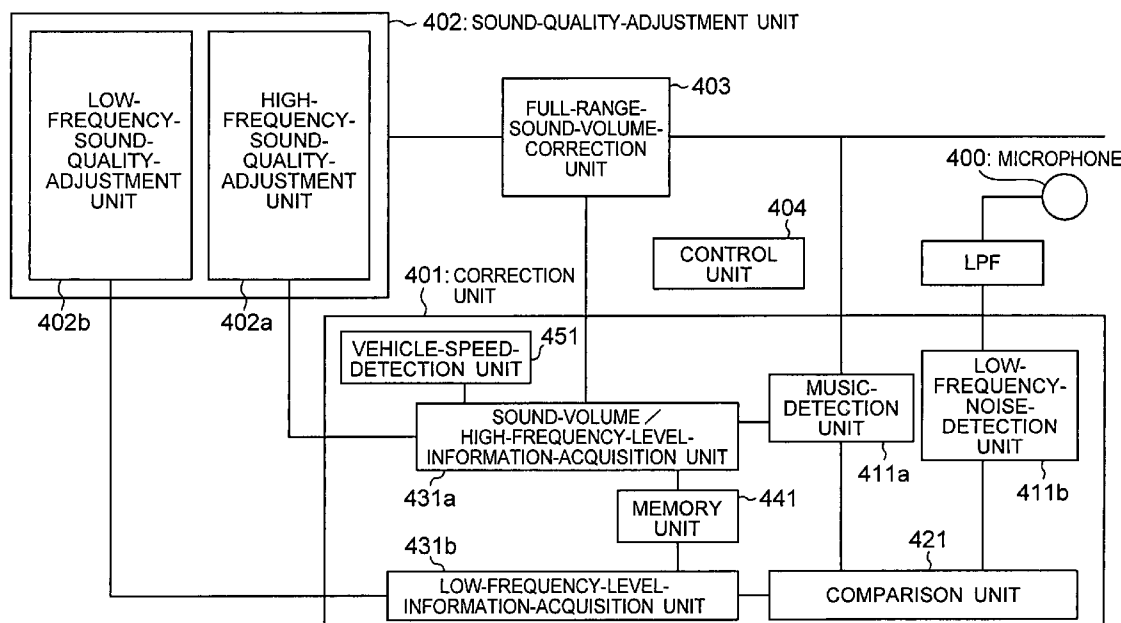 402: SOUND-QUALITY-ADJUSTMENT UNIT
LOW-
FREQUENCY-
SOUND-
QUALITY-
ADJUSTMENT
UNIT
HIGH-
FREQUENCY-
SOUND-
QUALITY-
ADJUSTMENT
UNIT
402b
402a
403
FULL-RANGE-
SOUND-VOLUME-
CORRECTION
UNIT
400: MICROPHONE
404
CONTROL
UNIT
LPF
401: CORRECTION
UNIT
451
VEHICLE-SPEED-
DETECTION UNIT
SOUND-VOLUME /
HIGH-FREQUENCY-LEVEL-
INFORMATION-ACQUISITION UNIT
431a
MUSIC-
DETECTION
UNIT
411a
LOW-
FREQUENCY-
NOISE-
DETECTION
UNIT
411b
441
MEMORY
UNIT
431b
LOW-FREQUENCY-LEVEL-
INFORMATION-ACQUISITION UNIT
421
COMPARISON UNIT